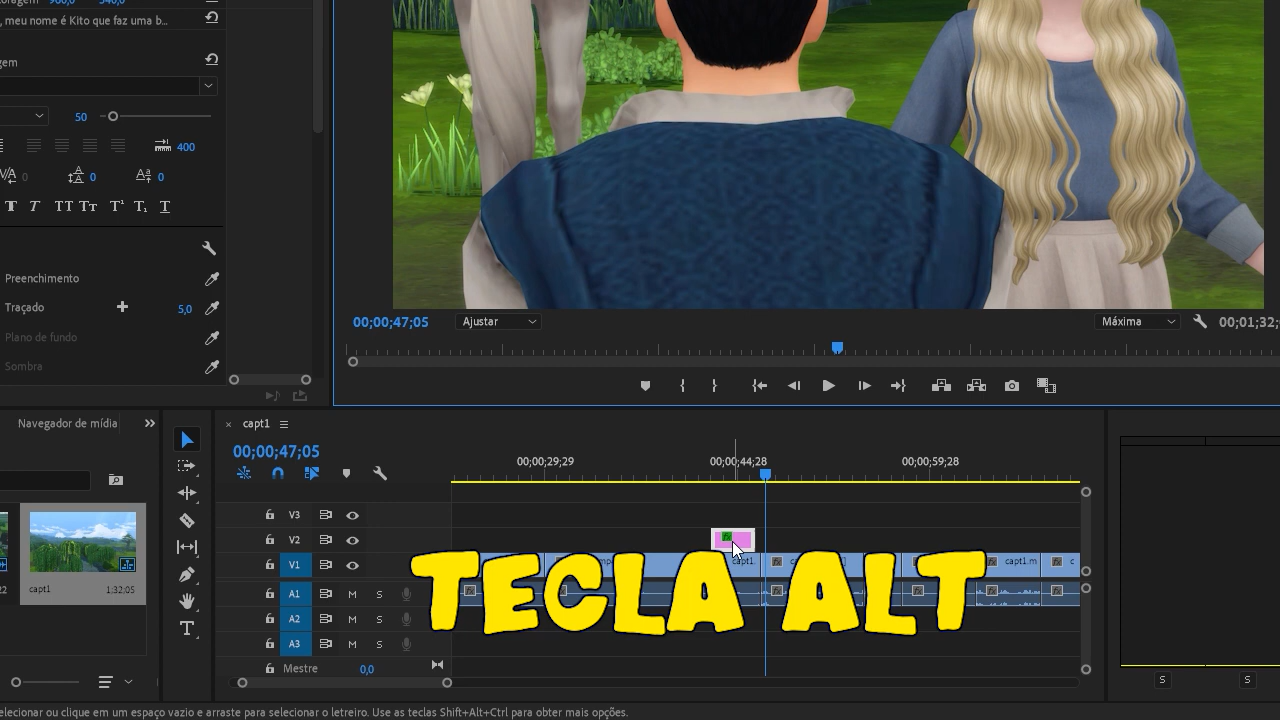 , meu nome é Kito que faz uma b...
gem
50
400
0
0
0
Preenchimento
Traçado
5,0
Plano de fundo
Sombra
00;00;47;05
Ajustar
Máxima
00;01;32;
Navegador de mídia
capt1
00;00;47;05
00;00;29;29
00;00;44;28
00;00;59;28
V3
V2
V1
capt1.
capt1.m
c
TECLA ALT
A1
M
S
A2
M
S
A3
M
S
Mestre
0,0
capt1
1;32;05
S
S
elecionar ou clique em um espaço vazio e arraste para selecionar o letreiro. Use as teclas Shift+Alt+Ctrl para obter mais opções.